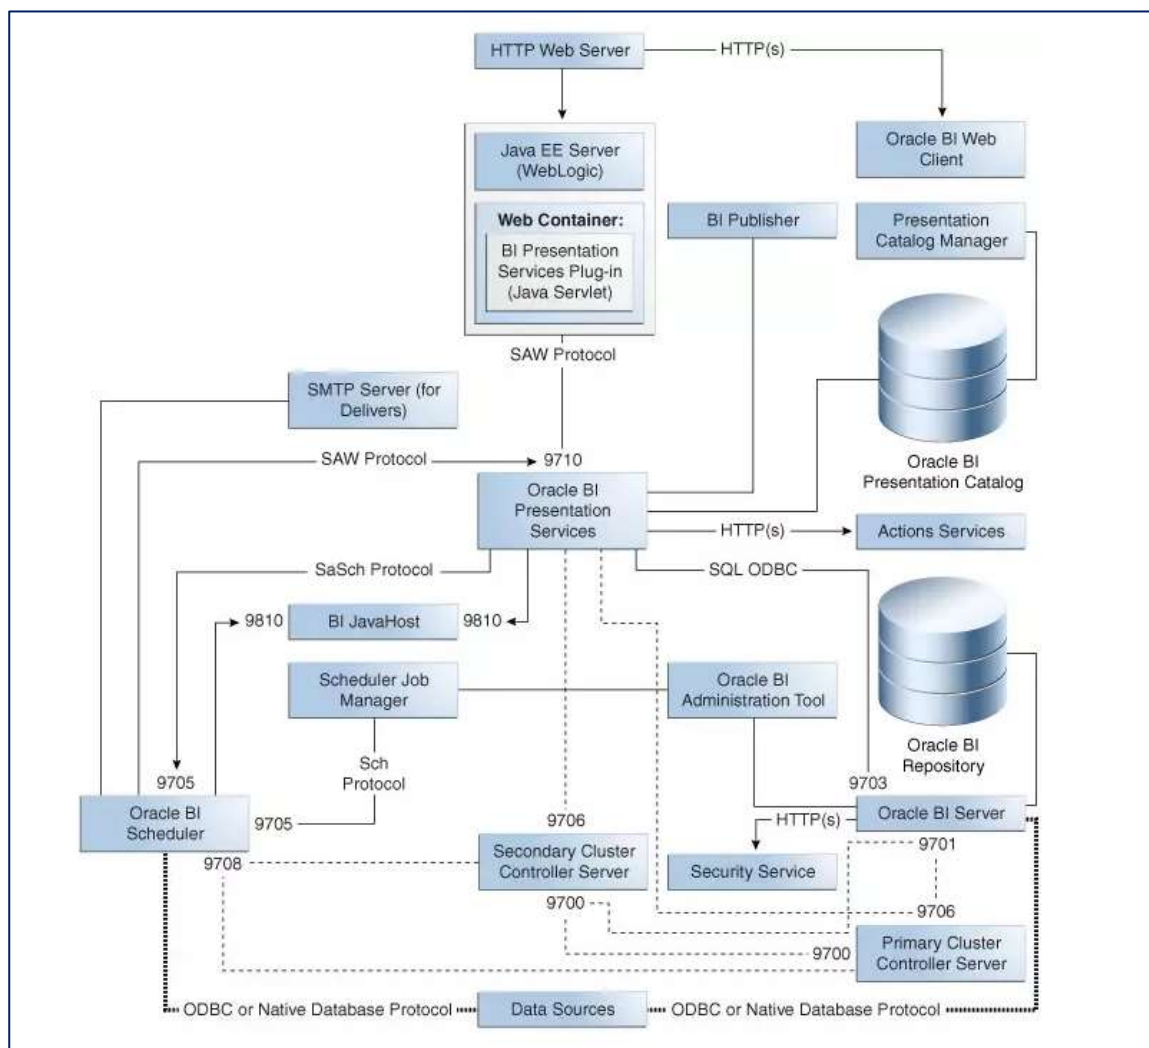 HTTP Web Server
HTTP(s)
Java EE Server
(WebLogic)
Oracle BI Web
Client
Web Container:
BI Presentation
Services Plug-in
(Java Servlet)
BI Publisher
Presentation
Catalog Manager
SAW Protocol
SMTP Server (for
Delivers)
SAW Protocol
9710
Oracle BI
Presentation Catalog
Oracle BI
Presentation
Services
HTTP(s)
Actions Services
SaSch Protocol
SQL ODBC
9810
BI JavaHost
9810
Scheduler Job
Manager
Oracle BI
Administration Tool
Oracle BI
Repository
Sch
Protocol
9705
9703
Oracle BI
Scheduler
9705
9706
HTTP(s)
Oracle BI Server
9708
Secondary Cluster
Controller Server
Security Service
9701
9700
9706
9700
Primary Cluster
Controller Server
ODBC or Native Database Protocol
Data Sources
ODBC or Native Database Protocol